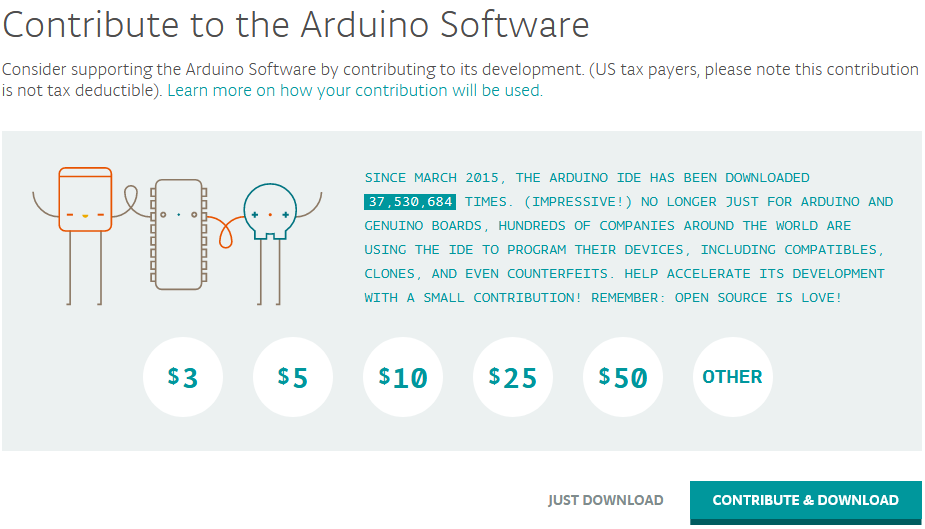 Contribute to the Arduino Software
Consider supporting the Arduino Software by contributing to its development. (US tax payers, please note this contribution
is not tax deductible). Learn more on how your contribution will be used.
SINCE MARCH 2015, THE ARDUINO IDE HAS BEEN DOWNLOADED
37,530,684 TIMES. (IMPRESSIVE!) NO LONGER JUST FOR ARDUINO AND
GENUINO BOARDS, HUNDREDS OF COMPANIES AROUND THE WORLD ARE
USING THE IDE TO PROGRAM THEIR DEVICES, INCLUDING COMPATIBLES,
CLONES, AND EVEN COUNTERFEITS. HELP ACCELERATE ITS DEVELOPMENT
WITH A SMALL CONTRIBUTION! REMEMBER: OPEN SOURCE IS LOVE!
$3 $5 $10 $25 $50 OTHER
JUST DOWNLOAD CONTRIBUTE & DOWNLOAD